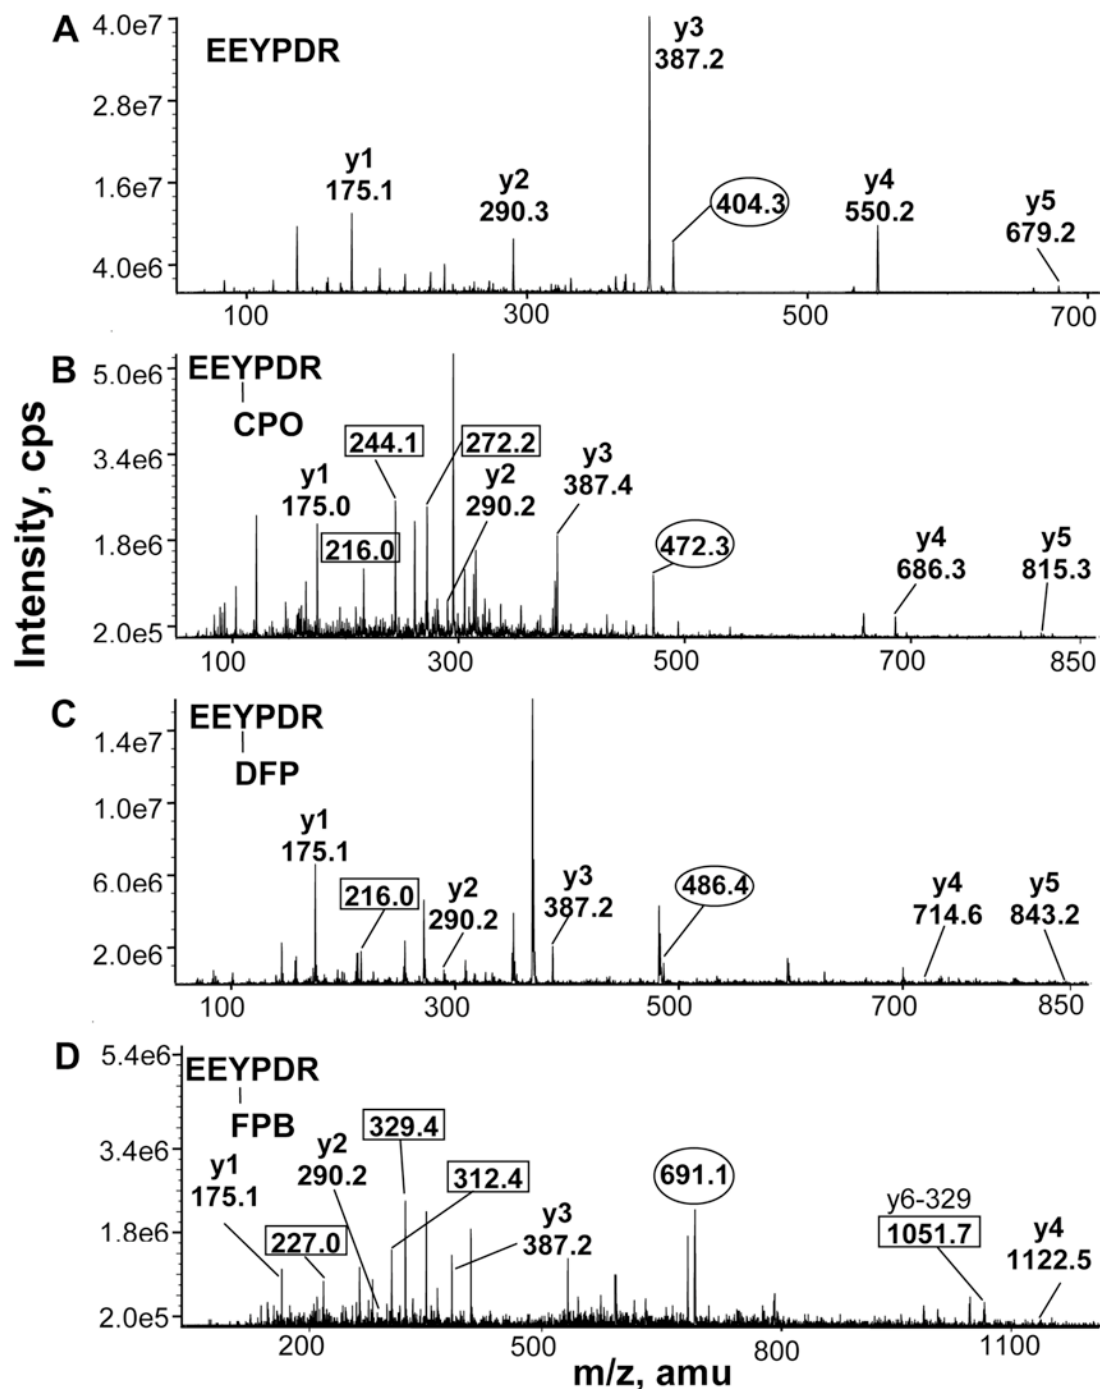 Intensity, cps
A
EEYPDR
4.0e7
2.8e7
1.6e7
4.0e6
y1
175.1
y2
290.3
y3
387.2
404.3
y4
550.2
y5
679.2
100
300
500
700
B
EEYPDR
CPO
5.0e6
3.4e6
1.8e6
2.0e5
y1
175.0
216.0
244.1
272.2
y2
290.2
y3
387.4
472.3
y4
686.3
y5
815.3
100
300
500
700
850
C
EEYPDR
DFP
1.4e7
1.0e7
6.0e6
2.0e6
y1
175.1
216.0
y2
290.2
y3
387.2
486.4
y4
714.6
y5
843.2
100
300
500
700
850
D
EEYPDR
FPB
5.4e6
3.4e6
1.8e6
2.0e5
y1
175.1
227.0
y2
290.2
329.4
312.4
y3
387.2
691.1
y6-329
1051.7
y4
1122.5
200
500
800
1100
m/z, amu